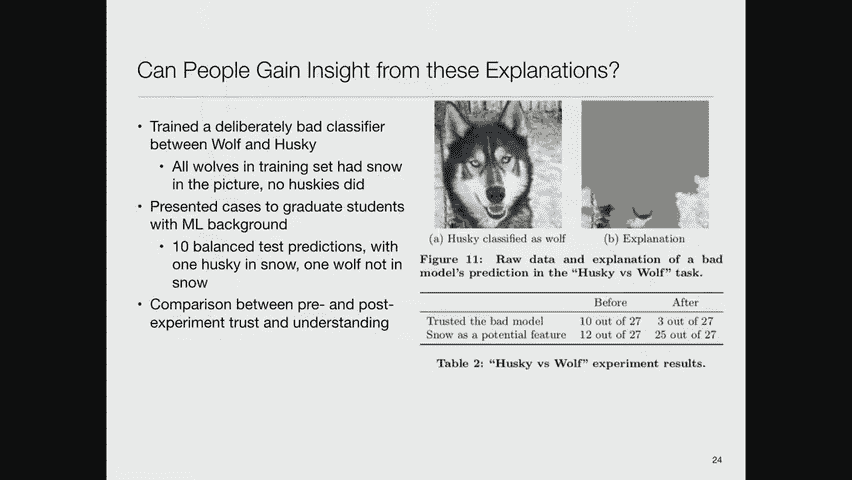 Can People Gain Insight from these Explanations?
• Trained a deliberately bad classifier
between Wolf and Husky
• All wolves in training set had snow
in the picture, no huskies did
• Presented cases to graduate students
with ML background
• 10 balanced test predictions, with
one husky in snow, one wolf not in
snow
• Comparison between pre- and post-
experiment trust and understanding
(a) Husky classified as wolf
(b) Explanation
Figure 11: Raw data and explanation of a bad
model's prediction in the “Husky vs Wolf” task.
Before After
Trusted the bad model 10 out of 27 3 out of 27
Snow as a potential feature 12 out of 27 25 out of 27
Table 2: “Husky vs Wolf” experiment results.
24